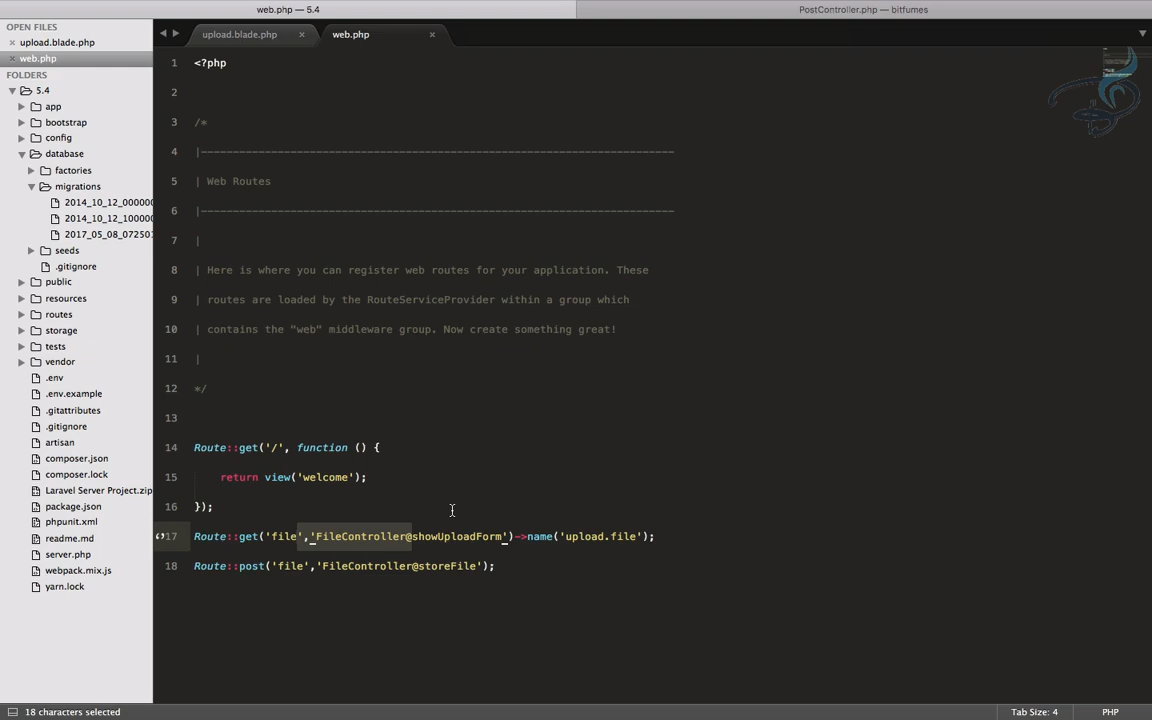 web.php — 5.4
PostController.php — bitfumes
OPEN FILES
upload.blade.php
web.php
FOLDERS
5.4
app
bootstrap
config
database
factories
migrations
2014_10_12_000000
2014_10_12_100000
2017_05_08_072501
seeds
.gitignore
public
resources
routes
storage
tests
vendor
.env
.env.example
.gitattributes
.gitignore
artisan
composer.json
composer.lock
Laravel Server Project.zip
package.json
phpunit.xml
readme.md
server.php
webpack.mix.js
yarn.lock
upload.blade.php
web.php
1 <?php
2
3 /*
4 |--------------------------------------------------------------------------
5 | Web Routes
6 |--------------------------------------------------------------------------
7 |
8 | Here is where you can register web routes for your application. These
9 | routes are loaded by the RouteServiceProvider within a group which
10 | contains the "web" middleware group. Now create something great!
11 |
12 */
13
14 Route::get('/', function () {
15 return view('welcome');
16 });
17 Route::get('file','FileController@showUploadForm')->name('upload.file');
18 Route::post('file','FileController@storeFile');
18 characters selected
Tab Size: 4
PHP